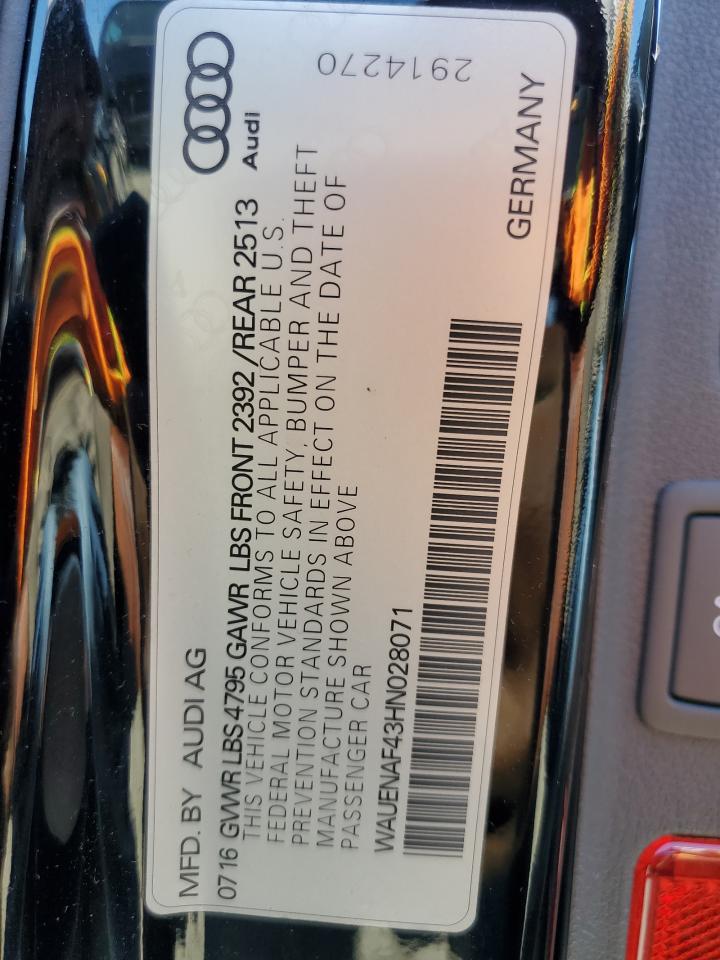 MFD. BY AUDI AG
Audi
0716 GVWR LBS 4795 GAWR LBS FRONT 2392 /REAR 2513
THIS VEHICLE CONFORMS TO ALL APPLICABLE U.S.
FEDERAL MOTOR VEHICLE SAFETY, BUMPER AND THEFT
PREVENTION STANDARDS IN EFFECT ON THE DATE OF
MANUFACTURE SHOWN ABOVE
PASSENGER CAR
WAUENAF43HN028071
GERMANY
2914270